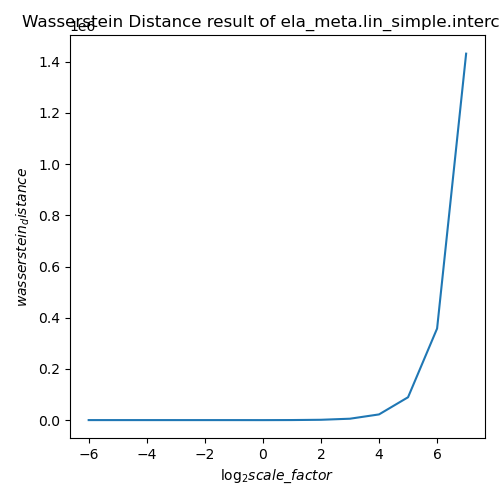 Wasserstein Distance result of ela_meta.lin_simple.interc
1e6
1.4
1.2
1.0
0.8
0.6
0.4
0.2
0.0
wasserstein_distance
−6 −4 −2 0 2 4 6
log₂scale_factor